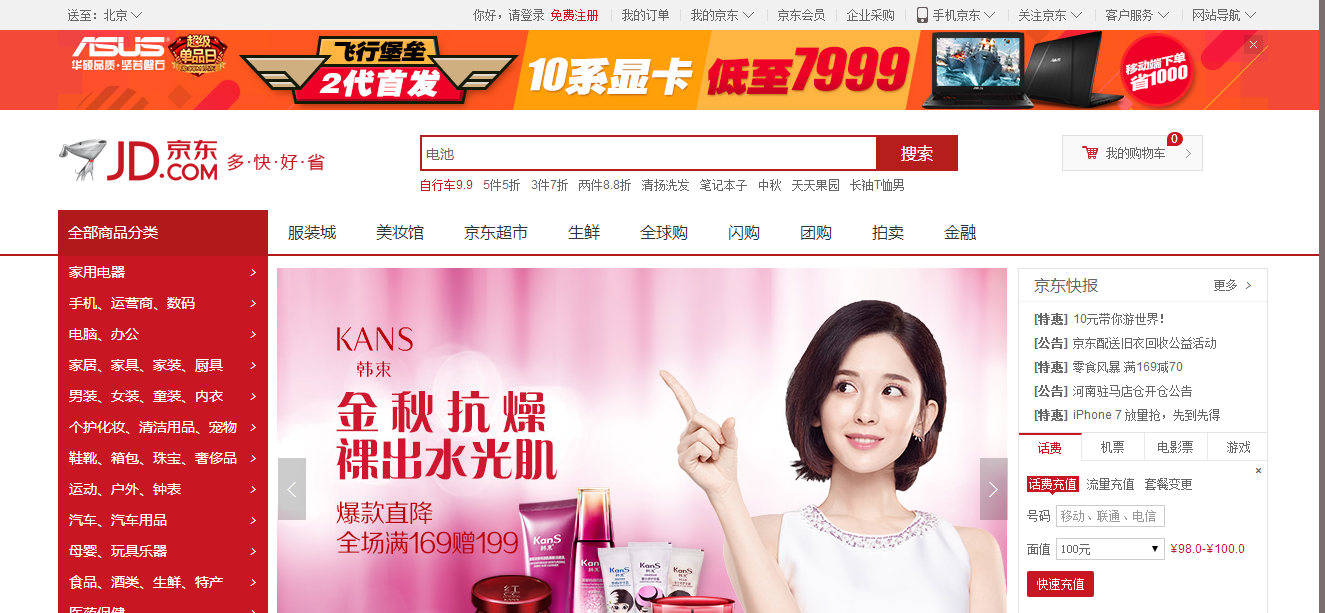 送至：北京
你好，请登录 免费注册 我的订单 我的京东 京东会员 企业采购 手机京东 关注京东 客户服务 网站导航
ASUS
华硕品质·坚若磐石
超级
单品日
飞行堡垒
2代首发
10系显卡
低至7999
移动端下单
省1000
JD.COM 京东
多·快·好·省
电池
搜索
0
我的购物车
自行车9.9 5件5折 3件7折 两件8.8折 清扬洗发 笔记本子 中秋 天天果园 长袖T恤男
全部商品分类 服装城 美妆馆 京东超市 生鲜 全球购 闪购 团购 拍卖 金融
家用电器
手机、运营商、数码
电脑、办公
家居、家具、家装、厨具
男装、女装、童装、内衣
个护化妆、清洁用品、宠物
鞋靴、箱包、珠宝、奢侈品
运动、户外、钟表
汽车、汽车用品
母婴、玩具乐器
食品、酒类、生鲜、特产
医药保健
KANS
韩束
金秋抗燥
裸出水光肌
爆款直降
全场满169赠199
KanS
韩束
KanS
KanS
KanS
KanS
红
京东快报 更多
[特惠] 10元带你游世界！
[公告] 京东配送旧衣回收公益活动
[特惠] 零食风暴 满169减70
[公告] 河南驻马店仓开仓公告
[特惠] iPhone 7 放量抢，先到先得
话费 机票 电影票 游戏
话费充值 流量充值 套餐变更
号码 移动、联通、电信
面值 100元 ¥98.0-¥100.0
快速充值